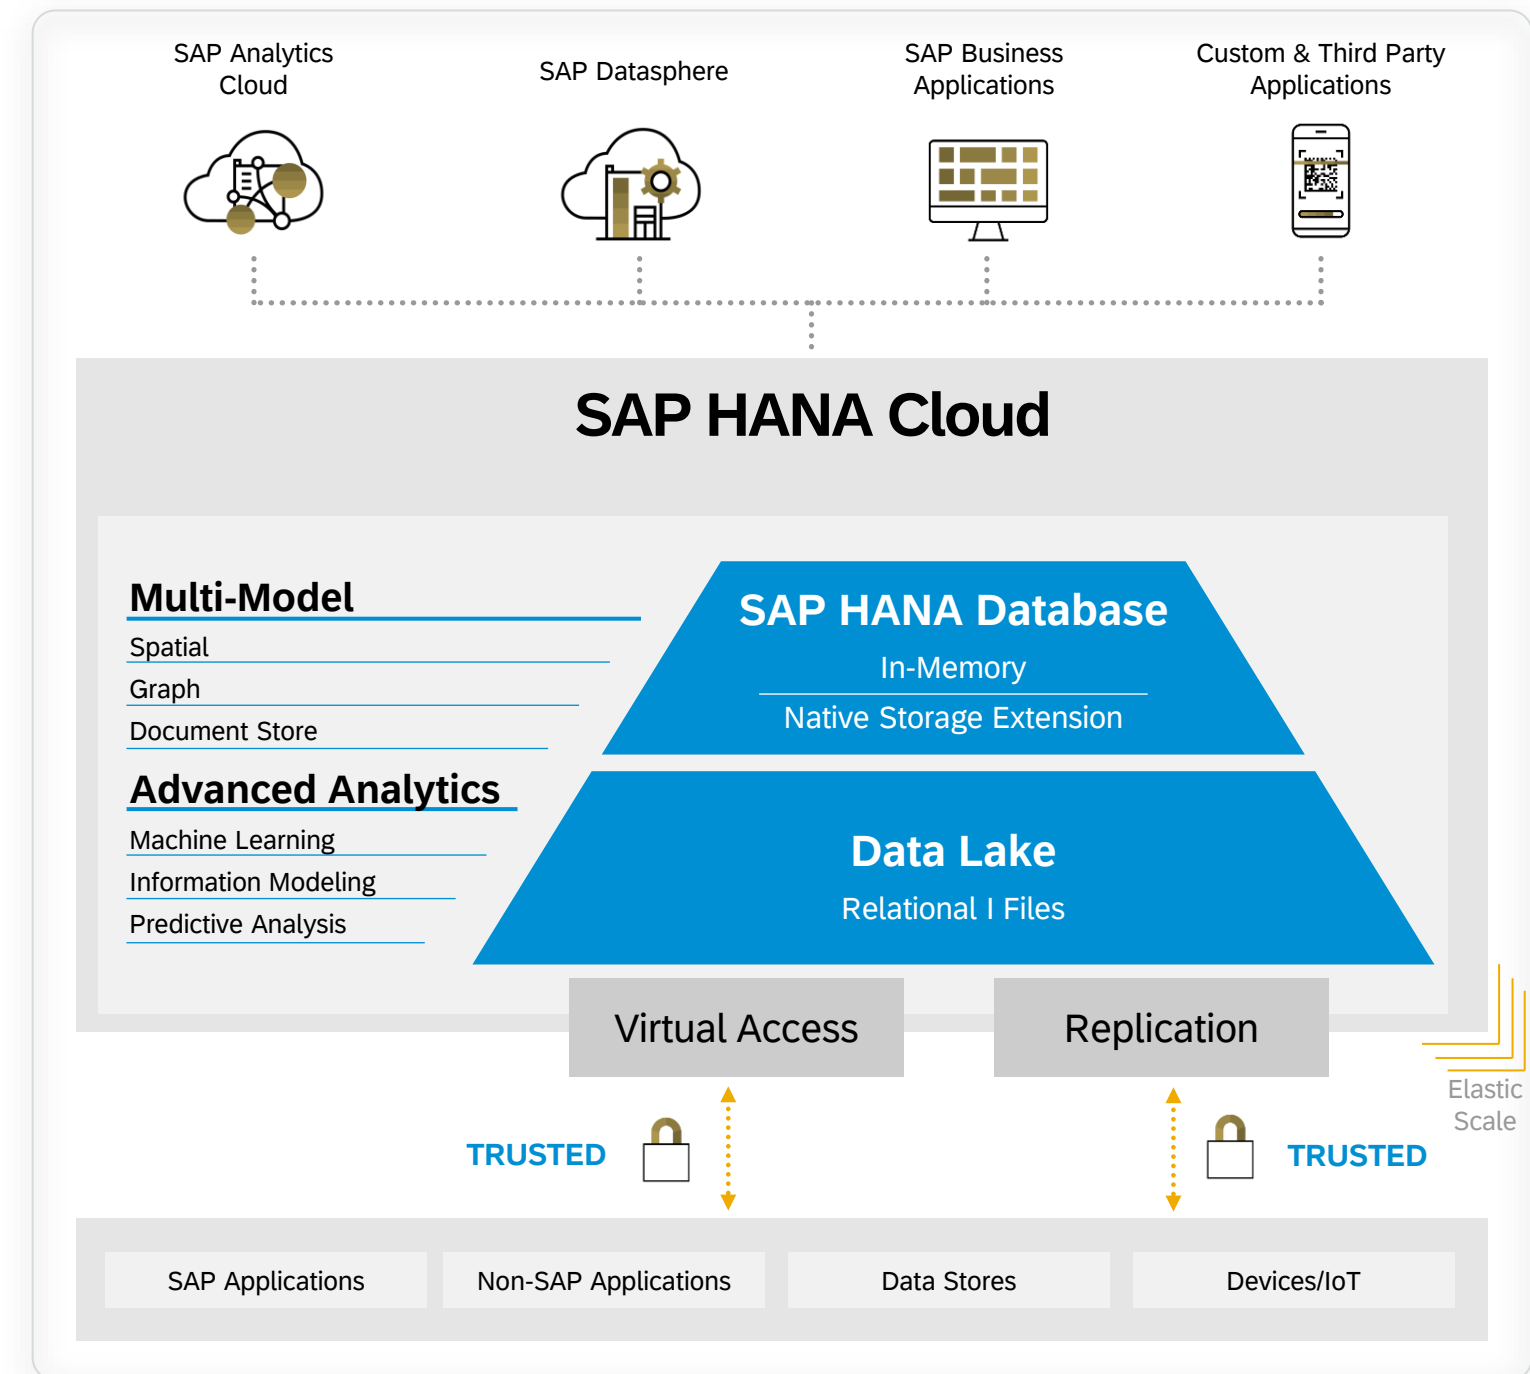 SAP Analytics
Cloud
SAP Datasphere
SAP Business
Applications
Custom & Third Party
Applications
SAP HANA Cloud
Multi-Model
Spatial
Graph
Document Store
Advanced Analytics
Machine Learning
Information Modeling
Predictive Analysis
SAP HANA Database
In-Memory
Native Storage Extension
Data Lake
Relational I Files
Virtual Access
Replication
Elastic
Scale
TRUSTED
TRUSTED
SAP Applications
Non-SAP Applications
Data Stores
Devices/IoT